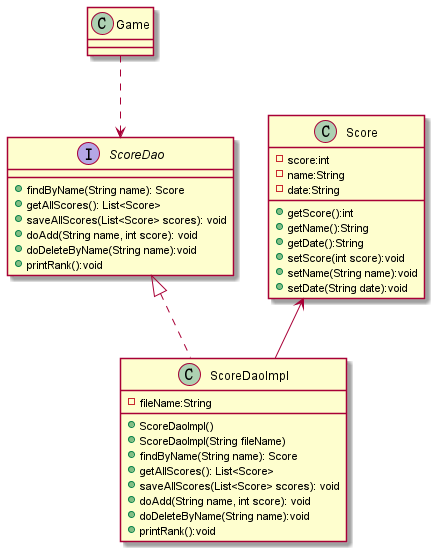 C Game
I ScoreDao
findByName(String name): Score
getAllScores(): List<Score>
saveAllScores(List<Score> scores): void
doAdd(String name, int score): void
doDeleteByName(String name):void
printRank():void
C Score
score:int
name:String
date:String
getScore():int
getName():String
getDate():String
setScore(int score):void
setName(String name):void
setDate(String date):void
C ScoreDaoImpl
fileName:String
ScoreDaoImpl()
ScoreDaoImpl(String fileName)
findByName(String name): Score
getAllScores(): List<Score>
saveAllScores(List<Score> scores): void
doAdd(String name, int score): void
doDeleteByName(String name):void
printRank():void